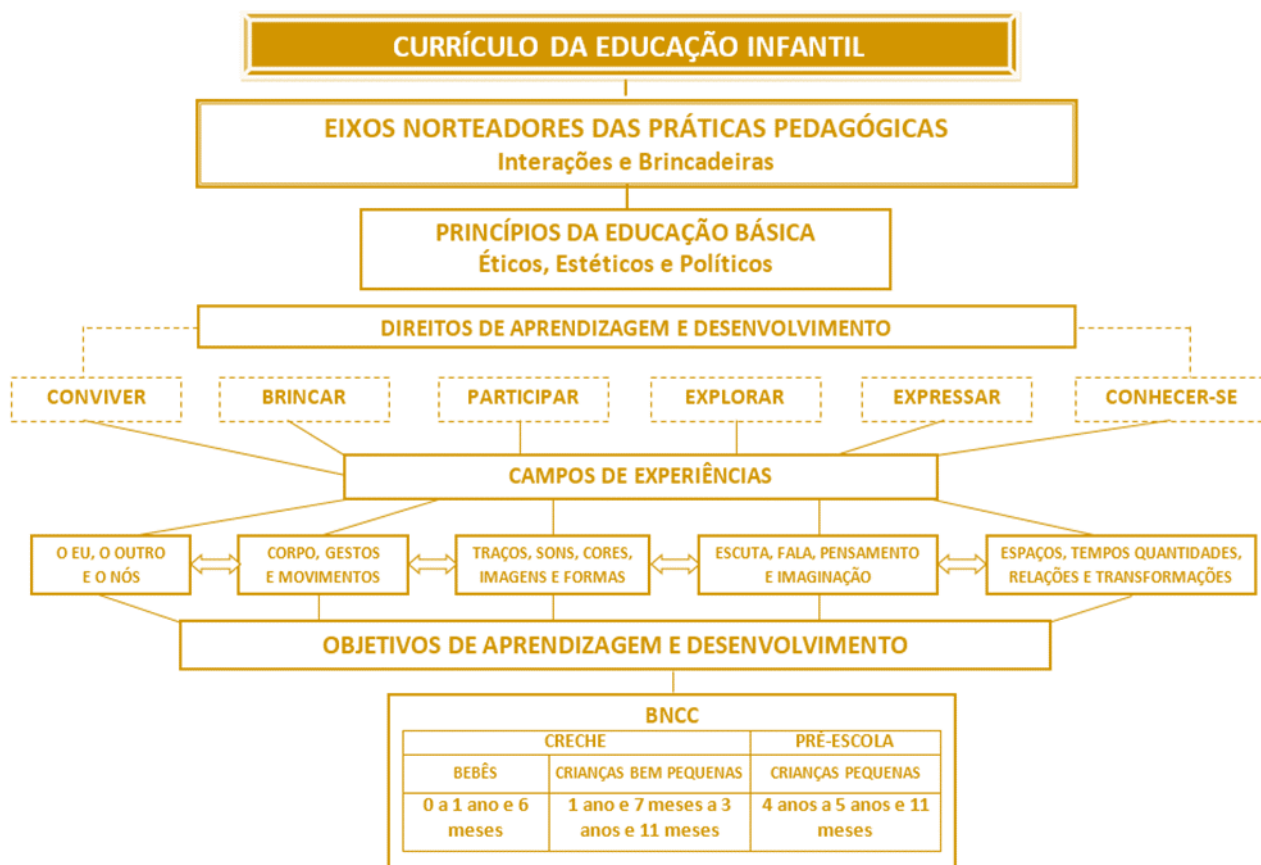 CURRÍCULO DA EDUCAÇÃO INFANTIL
EIXOS NORTEADORES DAS PRÁTICAS PEDAGÓGICAS
Interações e Brincadeiras
PRINCÍPIOS DA EDUCAÇÃO BÁSICA
Éticos, Estéticos e Políticos
DIREITOS DE APRENDIZAGEM E DESENVOLVIMENTO
CONVIVER
BRINCAR
PARTICIPAR
EXPLORAR
EXPRESSAR
CONHECER-SE
CAMPOS DE EXPERIÊNCIAS
O EU, O OUTRO
E O NÓS
CORPO, GESTOS
E MOVIMENTOS
TRAÇOS, SONS, CORES,
IMAGENS E FORMAS
ESCUTA, FALA, PENSAMENTO
E IMAGINAÇÃO
ESPAÇOS, TEMPOS QUANTIDADES,
RELAÇÕES E TRANSFORMAÇÕES
OBJETIVOS DE APRENDIZAGEM E DESENVOLVIMENTO
BNCC
CRECHE
PRÉ-ESCOLA
BEBÊS
CRIANÇAS BEM PEQUENAS
CRIANÇAS PEQUENAS
0 a 1 ano e 6
meses
1 ano e 7 meses a 3
anos e 11 meses
4 anos a 5 anos e 11
meses